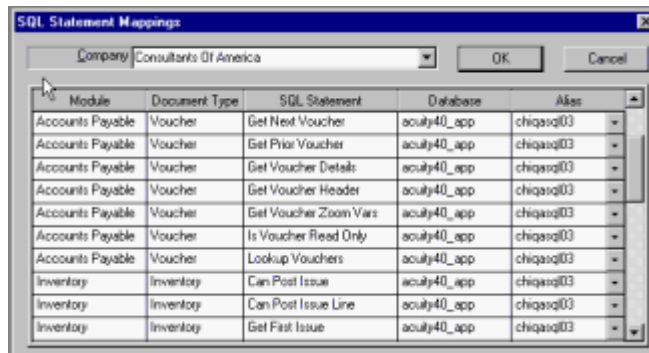 SQL Statement Mappings
Company Consultants Of America OK Cancel
Module Document Type SQL Statement Database Alias
Accounts Payable Voucher Get Next Voucher acuity40_app chiqasql03
Accounts Payable Voucher Get Prior Voucher acuity40_app chiqasql03
Accounts Payable Voucher Get Voucher Details acuity40_app chiqasql03
Accounts Payable Voucher Get Voucher Header acuity40_app chiqasql03
Accounts Payable Voucher Get Voucher Zoom Vars acuity40_app chiqasql03
Accounts Payable Voucher Is Voucher Read Only acuity40_app chiqasql03
Accounts Payable Voucher Lookup Vouchers acuity40_app chiqasql03
Inventory Inventory Can Post Issue acuity40_app chiqasql03
Inventory Inventory Can Post Issue Line acuity40_app chiqasql03
Inventory Inventory Get First Issue acuity40_app chiqasql03